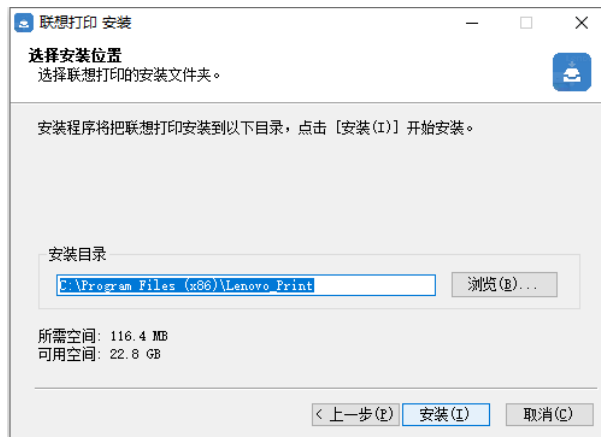 联想打印 安装
选择安装位置
选择联想打印的安装文件夹。
安装程序将把联想打印安装到以下目录，点击 [安装(I)] 开始安装。
安装目录
C:\Program Files (x86)\Lenovo_Print
浏览(B)...
所需空间: 116.4 MB
可用空间: 22.8 GB
< 上一步(P)
安装(I)
取消(C)